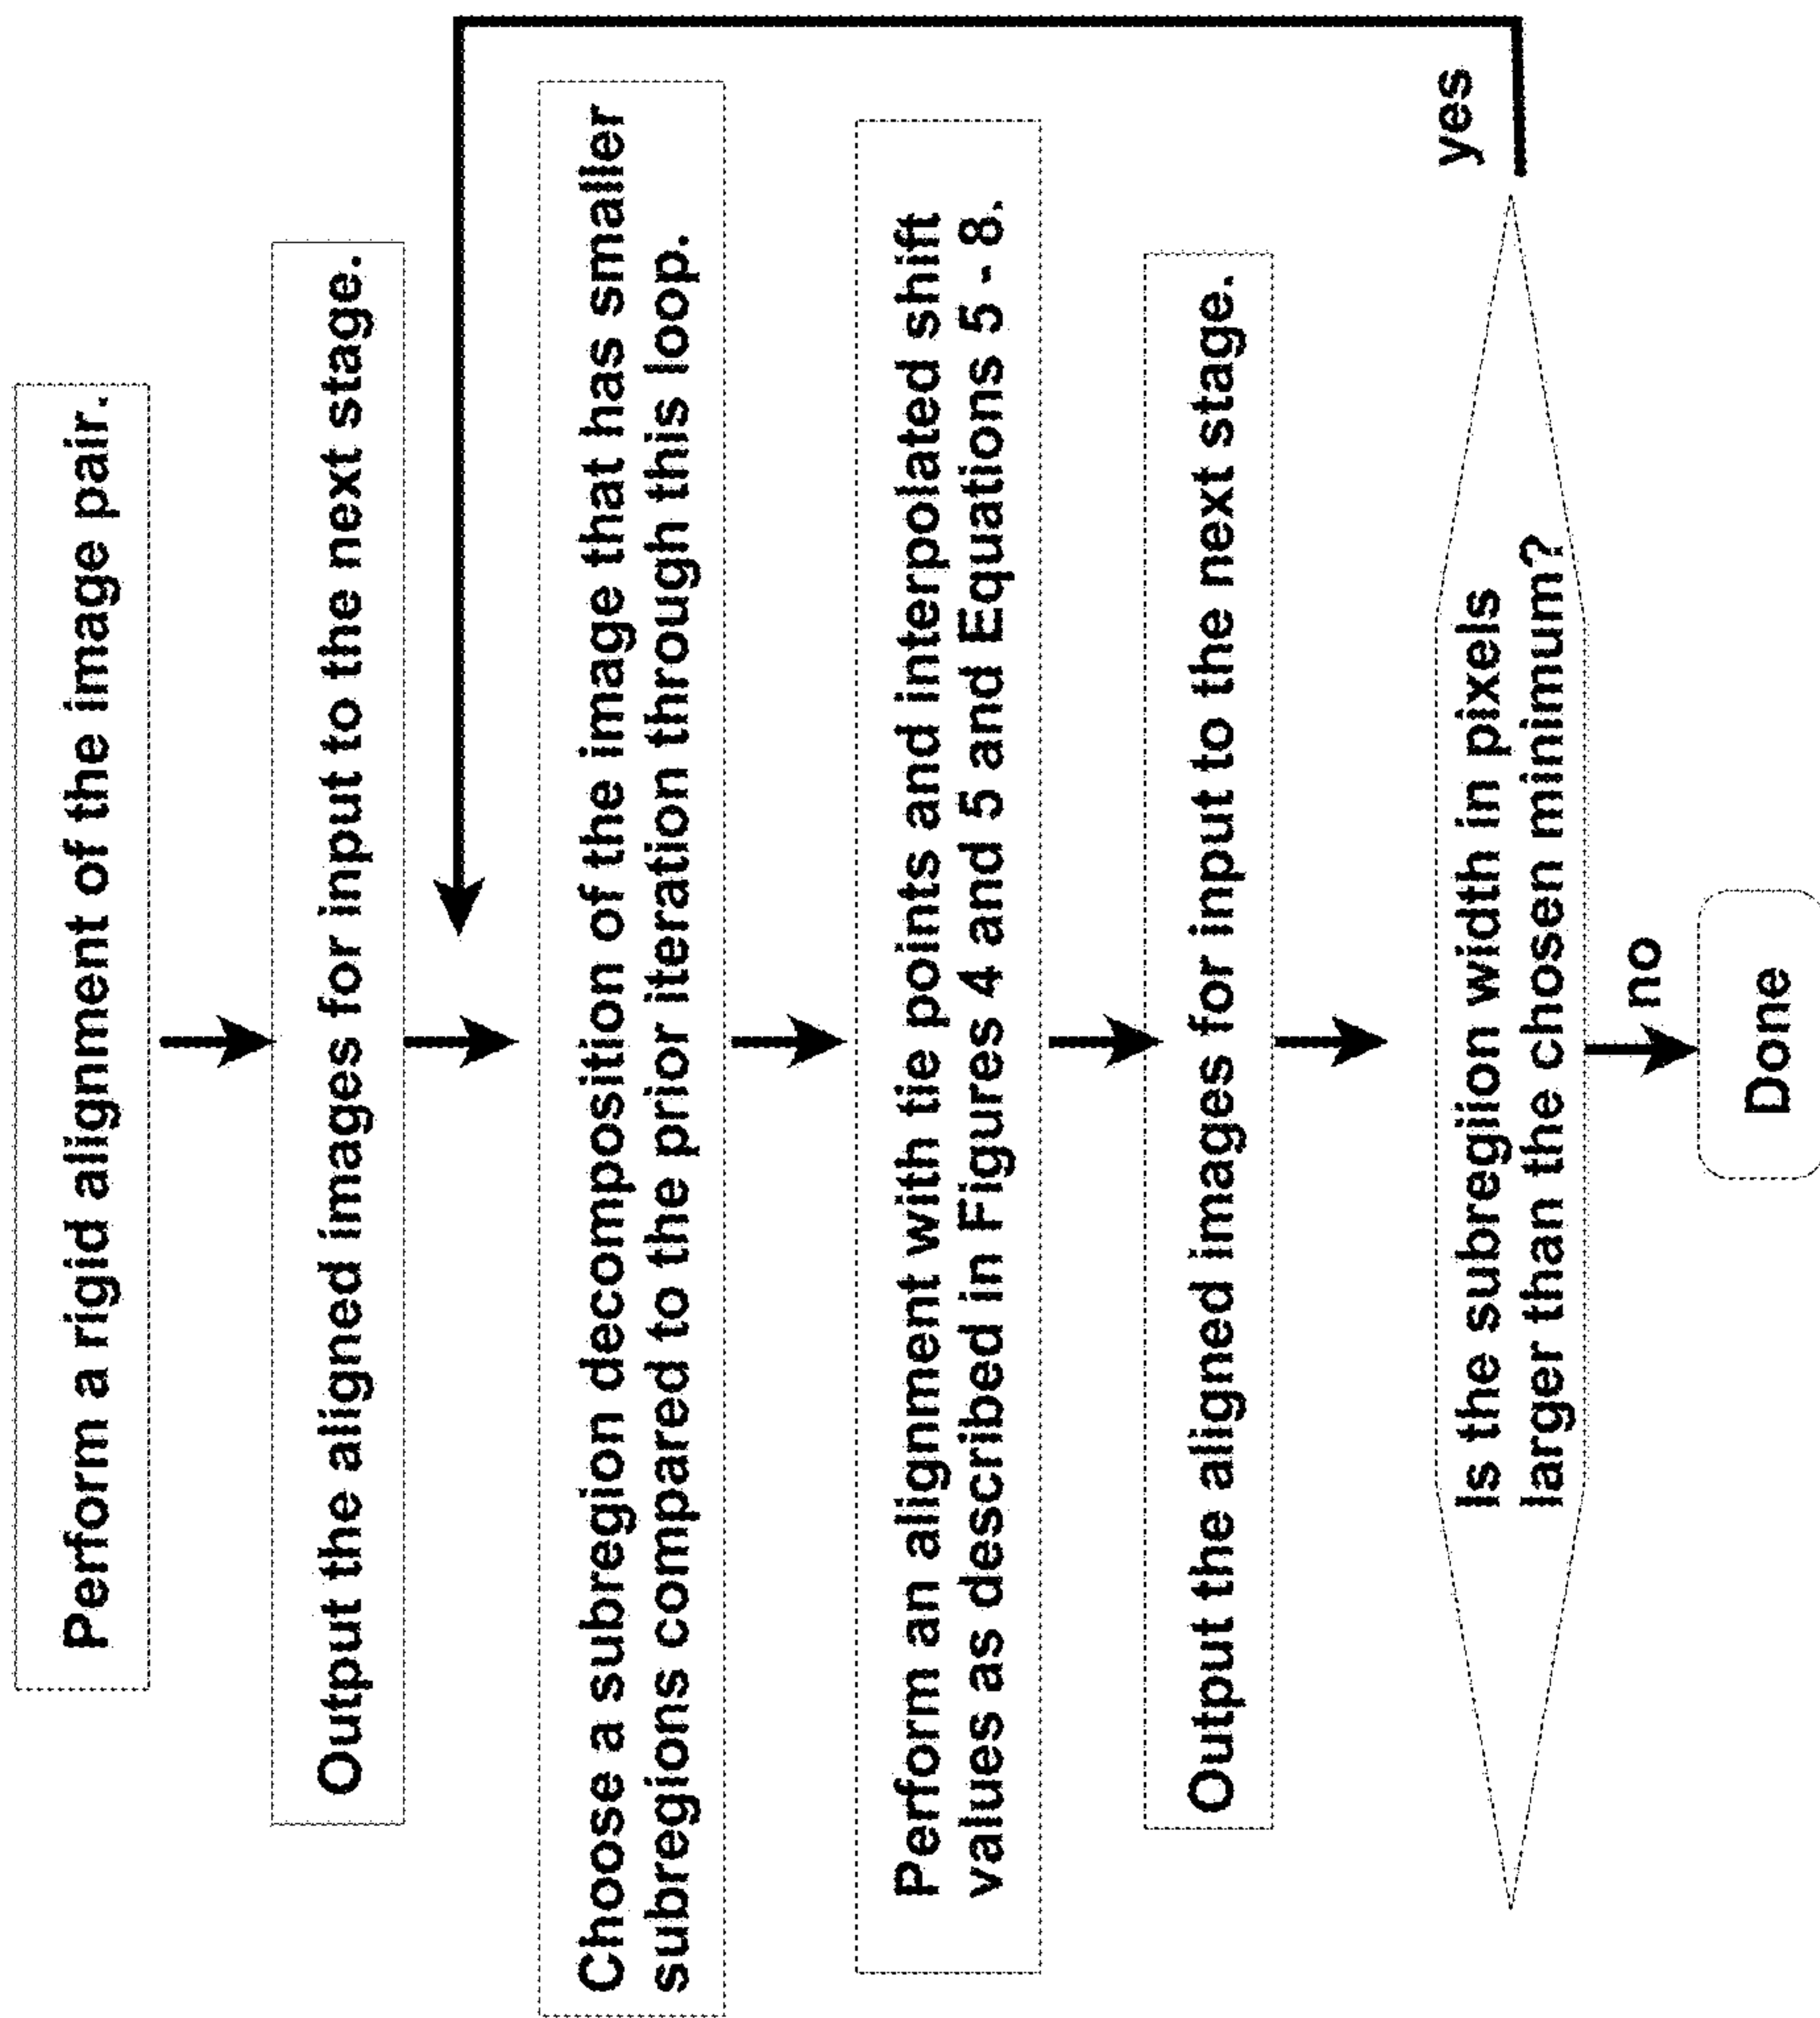 Perform a rigid alignment of the image pair.
Output the aligned images for input to the next stage.
Choose a subregion decomposition of the image that has smaller
subregions compared to the prior iteration through this loop.
Perform an alignment with tie points and interpolated shift
values as described in Figures 4 and 5 and Equations 5 - 8.
Output the aligned images for input to the next stage.
Is the subregiion width in pixels
larger than the chosen minimum?
yes
no
Done